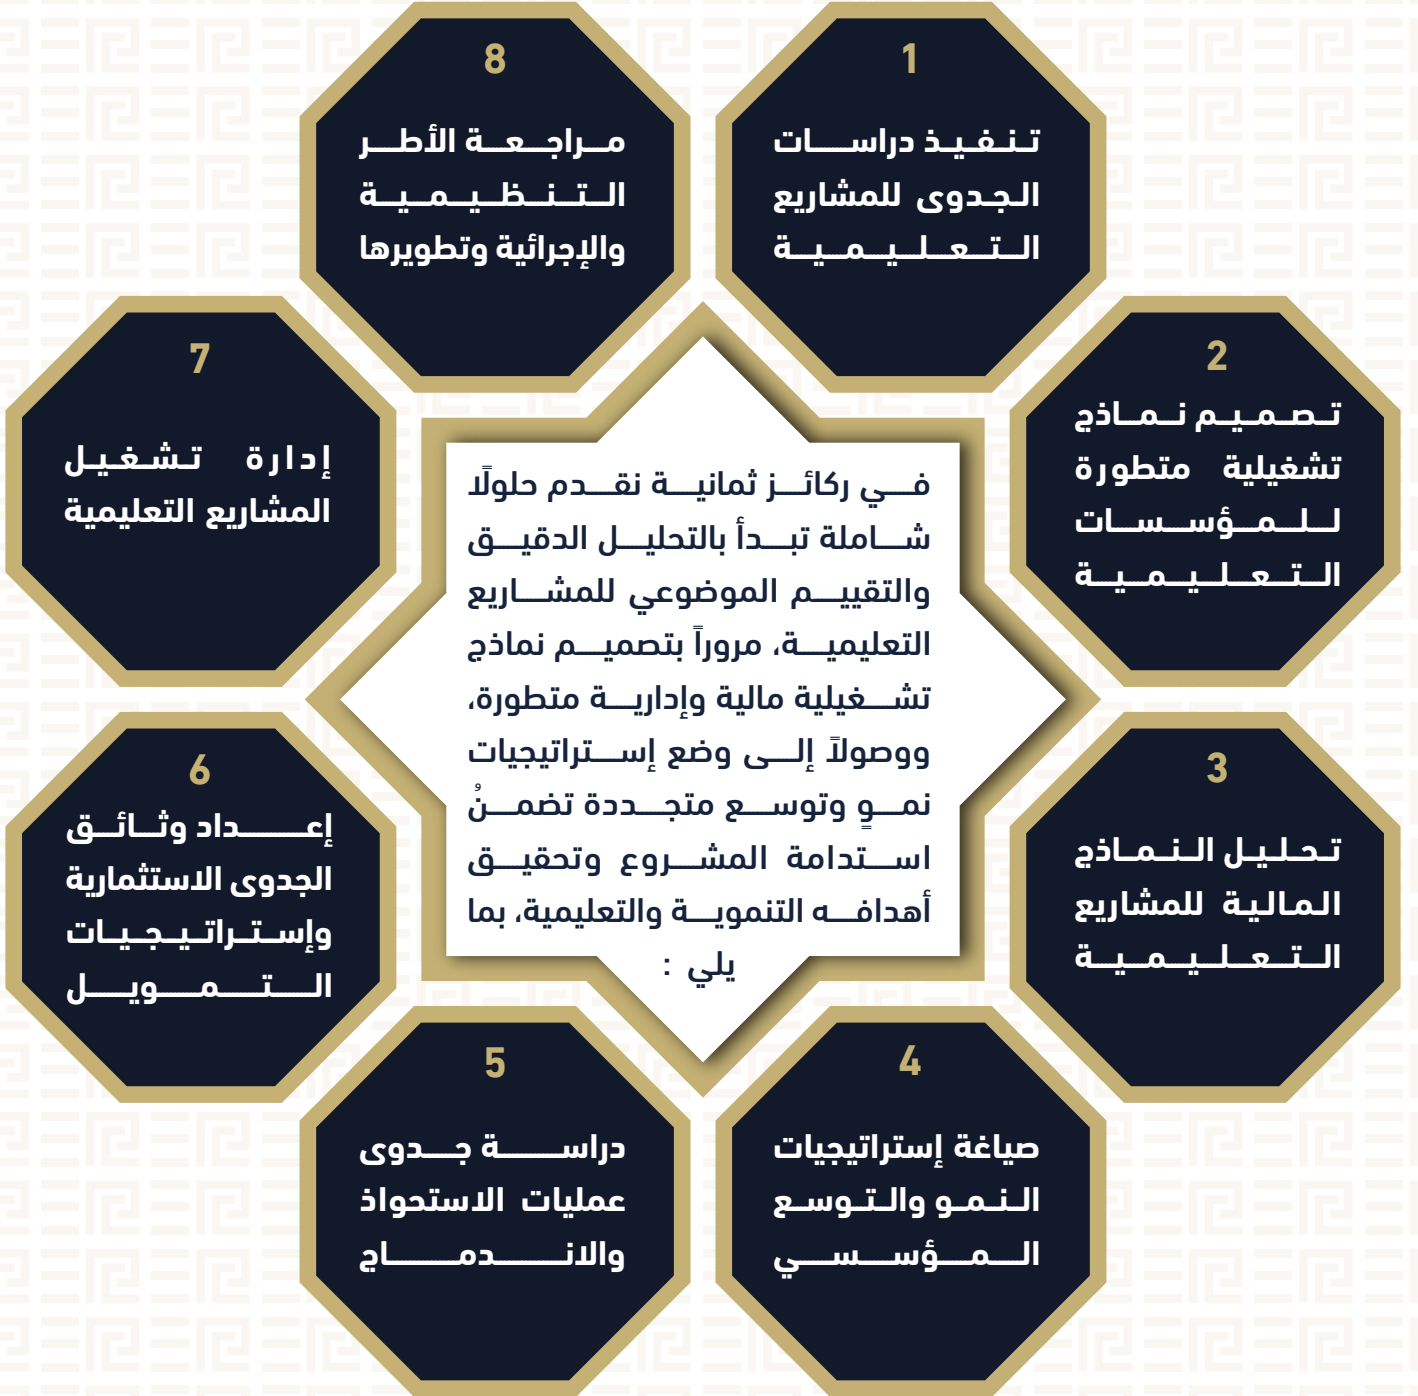 في ركائز ثمانية نقدم حلولًا
شاملة تبدأ بالتحليل الدقيق
والتقييم الموضوعي للمشاريع
التعليمية، مروراً بتصميم نماذج
تشغيلية مالية وإدارية متطورة،
ووصولاً إلى وضع إستراتيجيات
نموٍ وتوسع متجددة تضمنُ
استدامة المشروع وتحقيق
أهدافه التنموية والتعليمية، بما
يلي :
1
تنفيذ دراسات
الجدوى للمشاريع
التعليمية
2
تصميم نماذج
تشغيلية متطورة
للمؤسسات
التعليمية
3
تحليل النماذج
المالية للمشاريع
التعليمية
4
صياغة إستراتيجيات
النمو والتوسع
المؤسسي
5
دراسة جدوى
عمليات الاستحواذ
والاندماج
6
إعداد وثائق
الجدوى الاستثمارية
وإستراتيجيات
التمويل
7
إدارة تشغيل
المشاريع التعليمية
8
مراجعة الأطر
التنظيمية
والإجرائية وتطويرها